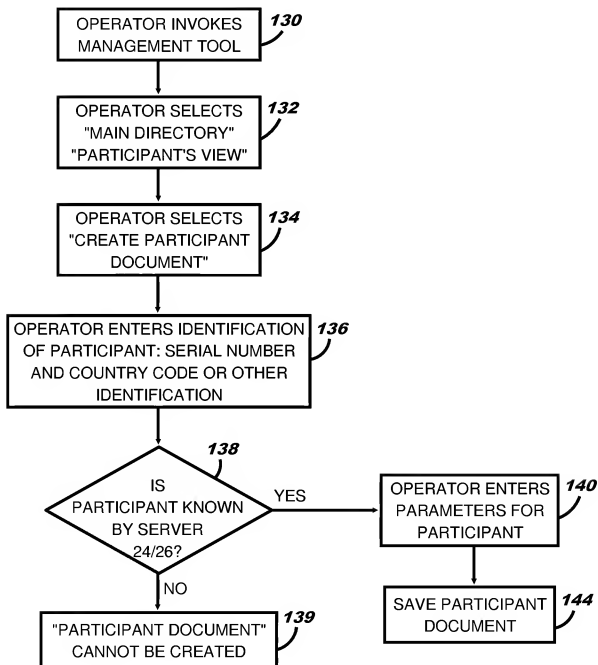 OPERATOR INVOKES
MANAGEMENT TOOL
130
OPERATOR SELECTS
"MAIN DIRECTORY"
"PARTICIPANT'S VIEW"
132
OPERATOR SELECTS
"CREATE PARTICIPANT
DOCUMENT"
134
OPERATOR ENTERS IDENTIFICATION
OF PARTICIPANT: SERIAL NUMBER
AND COUNTRY CODE OR OTHER
IDENTIFICATION
136
IS
PARTICIPANT KNOWN
BY SERVER
24/26?
138
YES
OPERATOR ENTERS
PARAMETERS FOR
PARTICIPANT
140
NO
SAVE PARTICIPANT
DOCUMENT
144
"PARTICIPANT DOCUMENT"
CANNOT BE CREATED
139